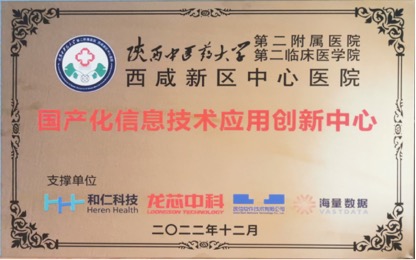 陕西中医药大学 第二附属医院
第二临床医学院
西咸新区中心医院
国产化信息技术应用创新中心
支撑单位
和仁科技
Heren Health
龙芯中科
LOONGSON TECHNOLOGY
海量数据
VASTDATA
二〇二二年十二月